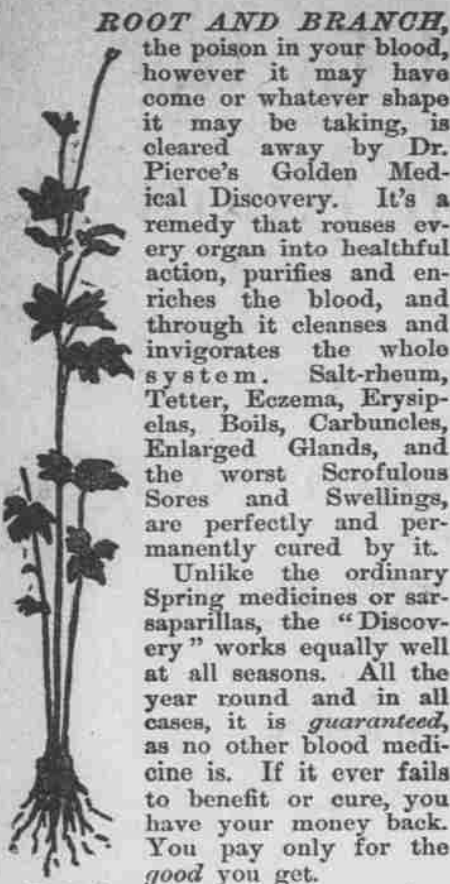 ROOT AND BRANCH,
the poison in your blood,
however it may have
come or whatever shape
it may be taking, is
cleared away by Dr.
Pierce's Golden Med-
ical Discovery. It's a
remedy that rouses ev-
ery organ into healthful
action, purifies and en-
riches the blood, and
through it cleanses and
invigorates the whole
system. Salt-rheum,
Tetter, Eczema, Erysip-
elas, Boils, Carbuncles,
Enlarged Glands, and
the worst Scrofulous
Sores and Swellings,
are perfectly and per-
manently cured by it.
Unlike the ordinary
Spring medicines or sar-
saparillas, the "Discov-
ery" works equally well
at all seasons. All the
year round and in all
cases, it is guaranteed,
as no other blood medi-
cine is. If it ever fails
to benefit or cure, you
have your money back.
You pay only for the
good you get.